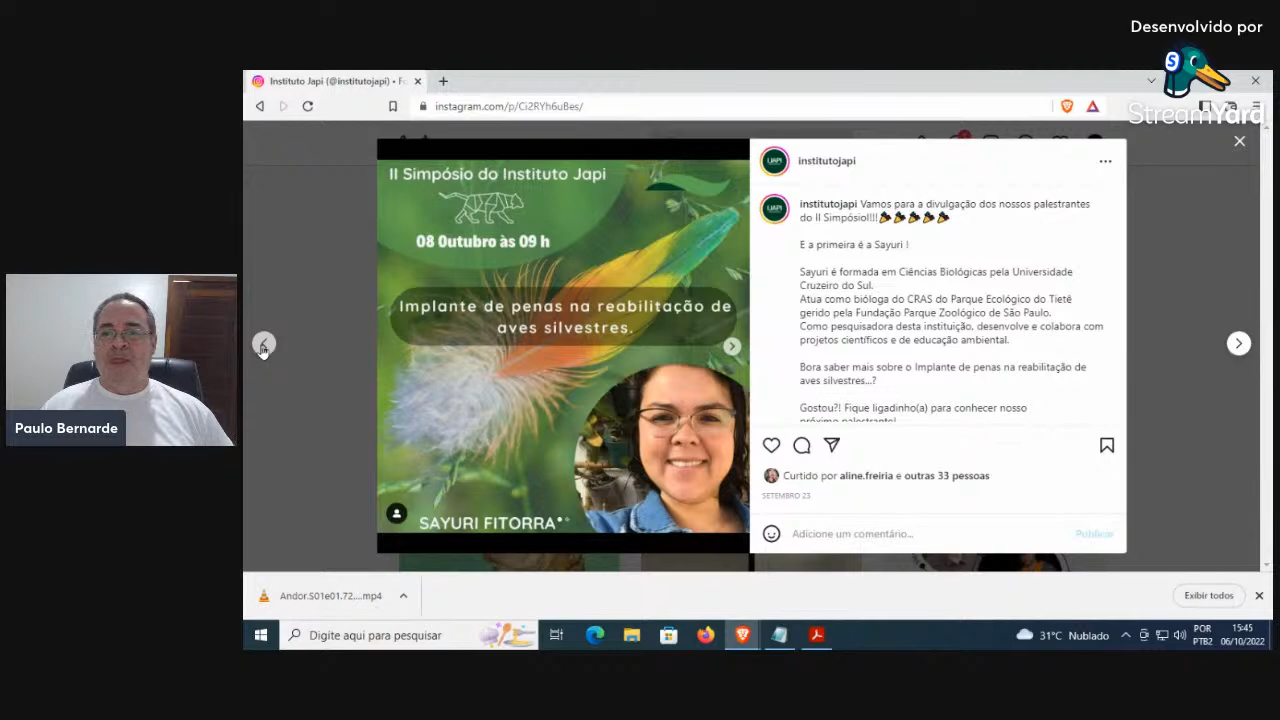 Desenvolvido por
S
StreamYard
Instituto Japi (@institutojapi) • Fo
instagram.com/p/Ci2RYh6uBes/
II Simpósio do Instituto Japi
08 Outubro às 09 h
Implante de penas na reabilitação de
aves silvestres.
SAYURI FITORRA
institutojapi
institutojapi Vamos para a divulgação dos nossos palestrantes
do II Simpósio!!!!
E a primeira é a Sayuri !
Sayuri é formada em Ciências Biológicas pela Universidade
Cruzeiro do Sul.
Atua como bióloga do CRAS do Parque Ecológico do Tietê
gerido pela Fundação Parque Zoológico de São Paulo.
Como pesquisadora desta instituição, desenvolve e colabora com
projetos científicos e de educação ambiental.
Bora saber mais sobre o Implante de penas na reabilitação de
aves silvestres...?
Gostou?! Fique ligadinho(a) para conhecer nosso
próximo palestrante!
Curtido por aline.freiria e outras 33 pessoas
SETEMBRO 23
Adicione um comentário...
Publicar
Paulo Bernarde
Andor.S01e01.72....mp4
Exibir todos
Digite aqui para pesquisar
31°C Nublado
POR
PTB2
15:45
06/10/2022